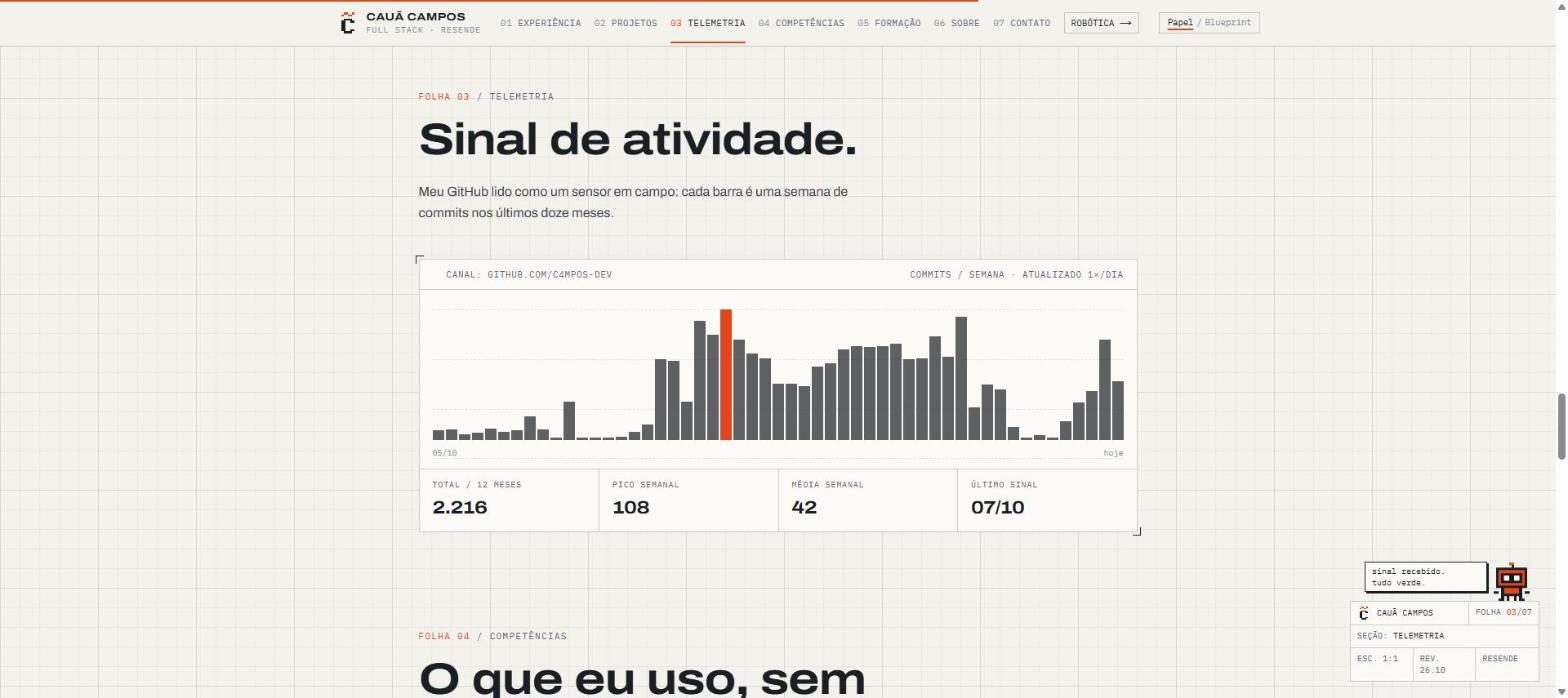 CAUÃ CAMPOS
FULL STACK · RESENDE
01 EXPERIÊNCIA
02 PROJETOS
03 TELEMETRIA
04 COMPETÊNCIAS
05 FORMAÇÃO
06 SOBRE
07 CONTATO
ROBÓTICA →
Papel / Blueprint
FOLHA 03 / TELEMETRIA
Sinal de atividade.
Meu GitHub lido como um sensor em campo: cada barra é uma semana de
commits nos últimos doze meses.
CANAL: GITHUB.COM/C4MPOS-DEV
COMMITS / SEMANA · ATUALIZADO 1×/DIA
05/10
hoje
TOTAL / 12 MESES
2.216
PICO SEMANAL
108
MÉDIA SEMANAL
42
ÚLTIMO SINAL
07/10
FOLHA 04 / COMPETÊNCIAS
O que eu uso, sem
sinal recebido.
tudo verde.
CAUÃ CAMPOS
FOLHA 03/07
SEÇÃO: TELEMETRIA
ESC. 1:1
REV.
26.10
RESENDE